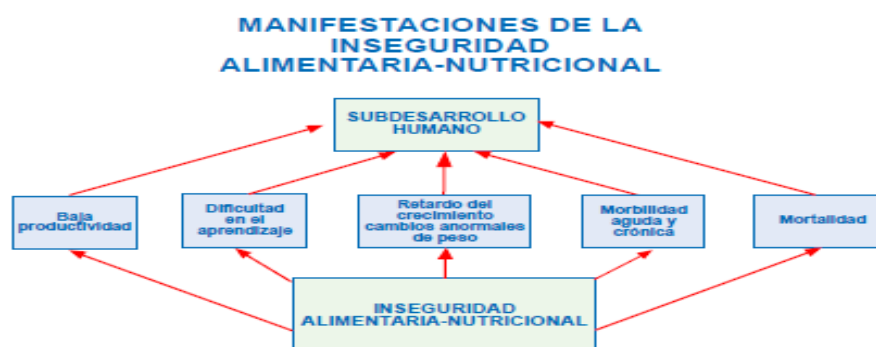 MANIFESTACIONES DE LA
INSEGURIDAD
ALIMENTARIA-NUTRICIONAL
SUBDESARROLLO
HUMANO
Baja
productividad
Dificultad
en el
aprendizaje
Retardo del
crecimiento
cambios anormales
de peso
Morbilidad
aguda y
crónica
Mortalidad
INSEGURIDAD
ALIMENTARIA-NUTRICIONAL